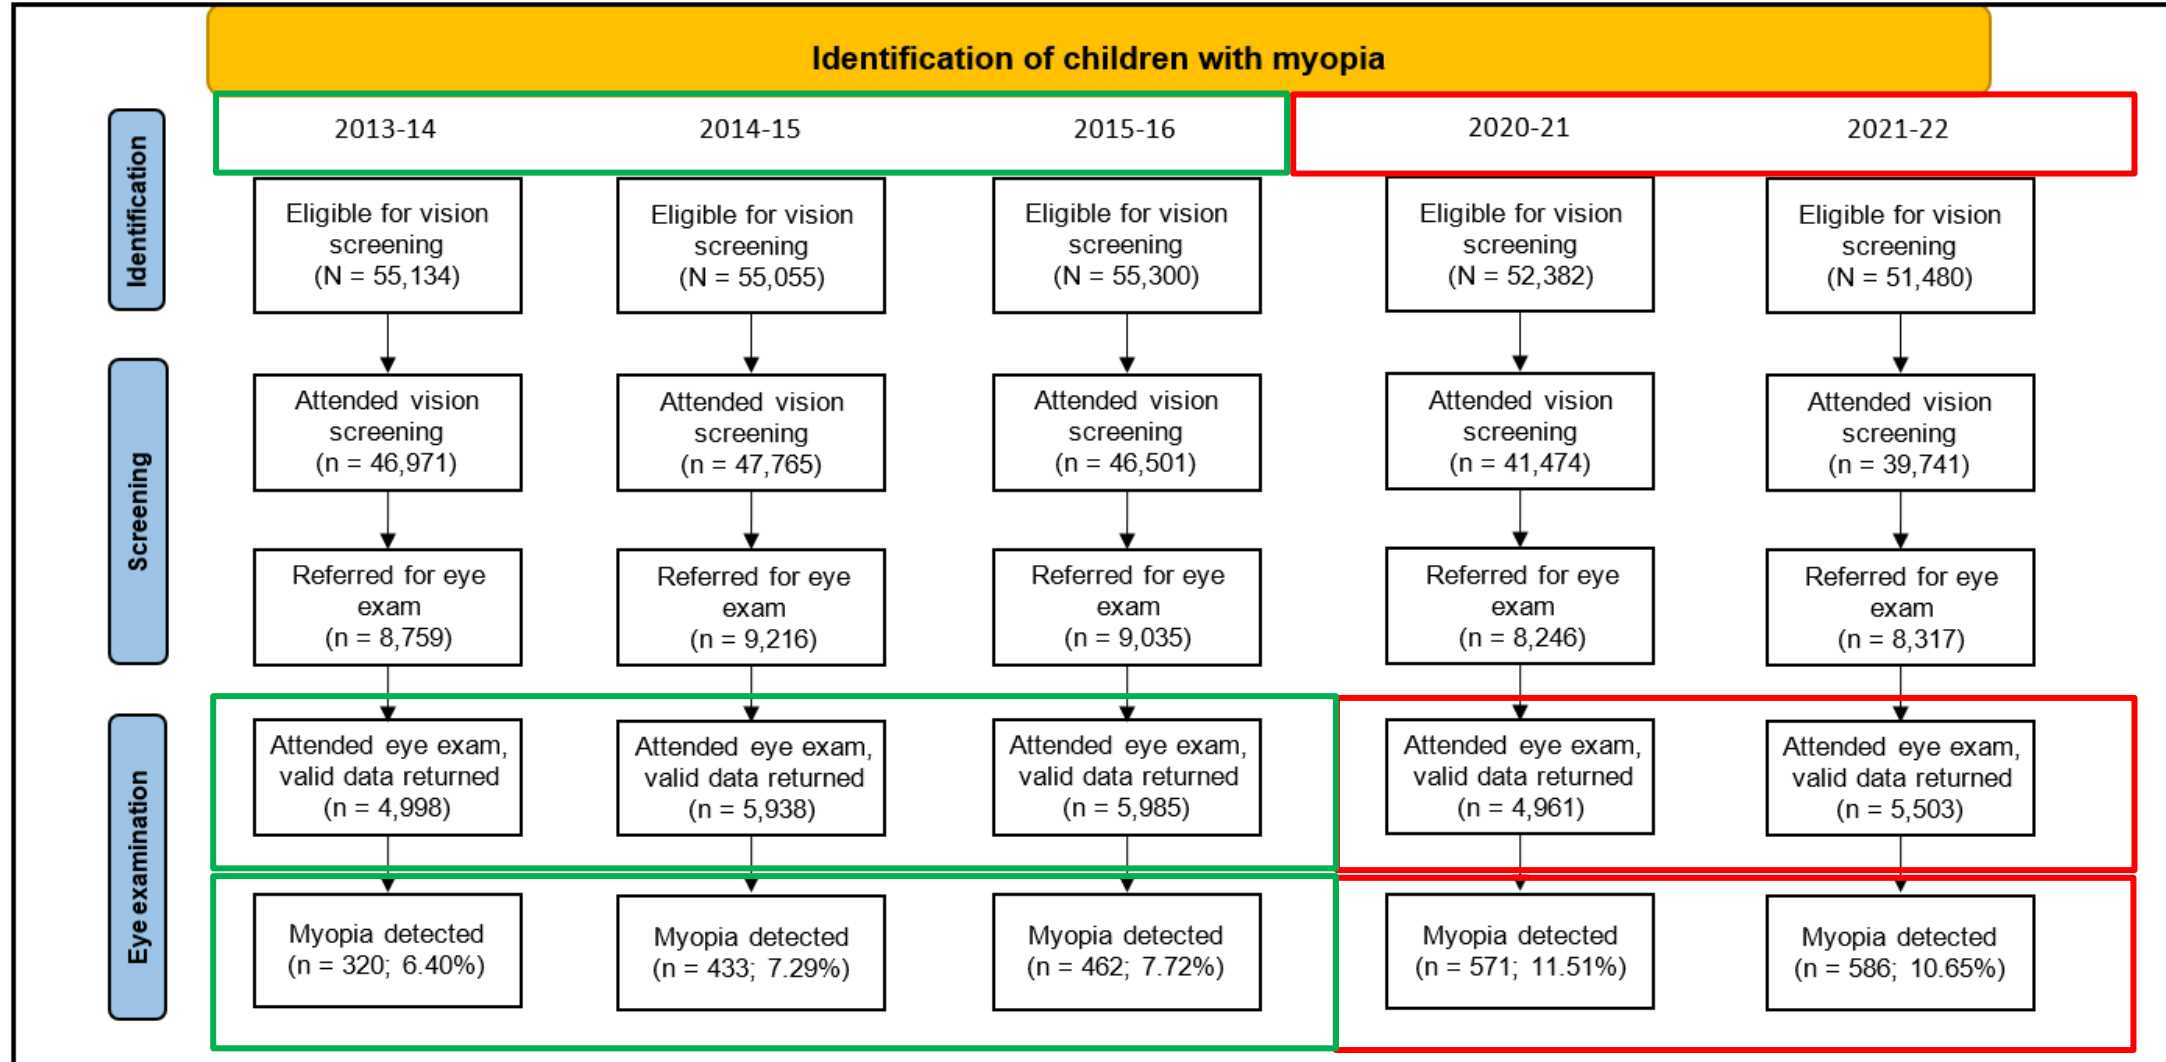 Identification of children with myopia
Identification
2013-14
2014-15
2015-16
2020-21
2021-22
Eligible for vision
screening
(N = 55,134)
Eligible for vision
screening
(N = 55,055)
Eligible for vision
screening
(N = 55,300)
Eligible for vision
screening
(N = 52,382)
Eligible for vision
screening
(N = 51,480)
Screening
Attended vision
screening
(n = 46,971)
Attended vision
screening
(n = 47,765)
Attended vision
screening
(n = 46,501)
Attended vision
screening
(n = 41,474)
Attended vision
screening
(n = 39,741)
Referred for eye
exam
(n = 8,759)
Referred for eye
exam
(n = 9,216)
Referred for eye
exam
(n = 9,035)
Referred for eye
exam
(n = 8,246)
Referred for eye
exam
(n = 8,317)
Eye examination
Attended eye exam,
valid data returned
(n = 4,998)
Attended eye exam,
valid data returned
(n = 5,938)
Attended eye exam,
valid data returned
(n = 5,985)
Attended eye exam,
valid data returned
(n = 4,961)
Attended eye exam,
valid data returned
(n = 5,503)
Myopia detected
(n = 320; 6.40%)
Myopia detected
(n = 433; 7.29%)
Myopia detected
(n = 462; 7.72%)
Myopia detected
(n = 571; 11.51%)
Myopia detected
(n = 586; 10.65%)